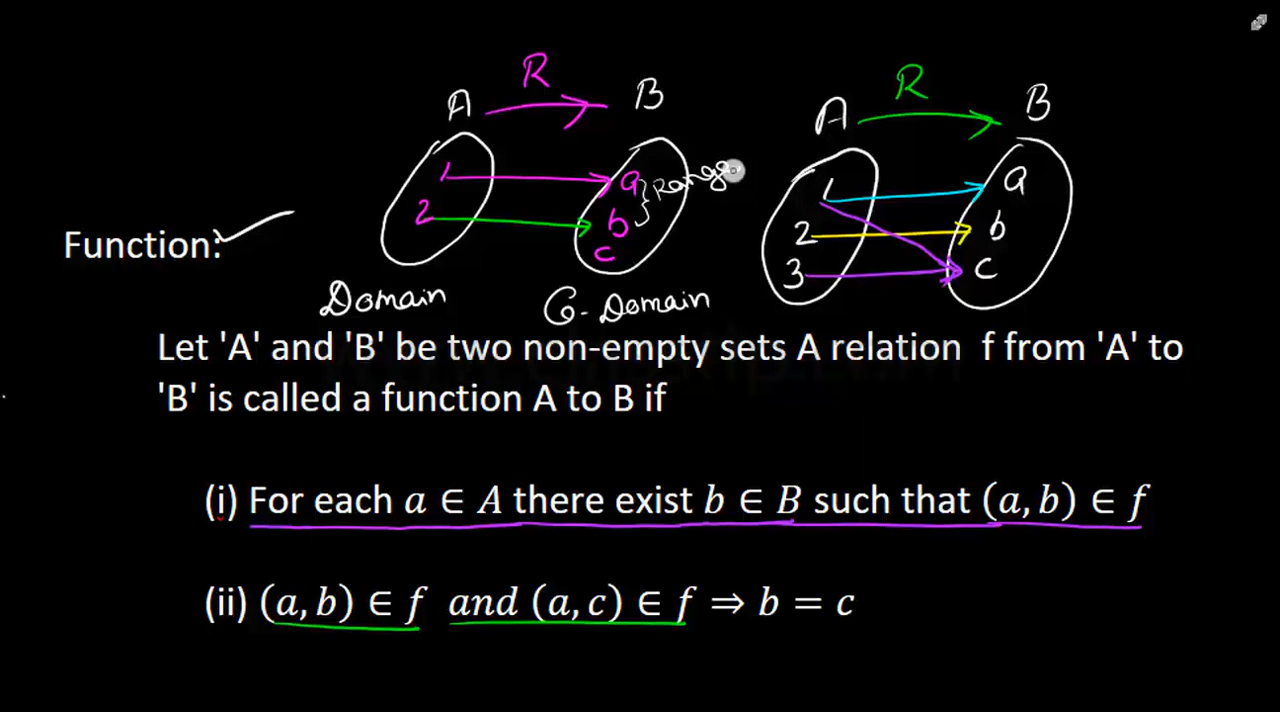 R
A
B
1
a
2
b
c
Range
Domain
Co-Domain
R
A
B
1
a
2
b
3
c
Function:
Let 'A' and 'B' be two non-empty sets A relation f from 'A' to
'B' is called a function A to B if
(i) For each a ∈ A there exist b ∈ B such that (a, b) ∈ f
(ii) (a, b) ∈ f and (a, c) ∈ f ⇒ b = c